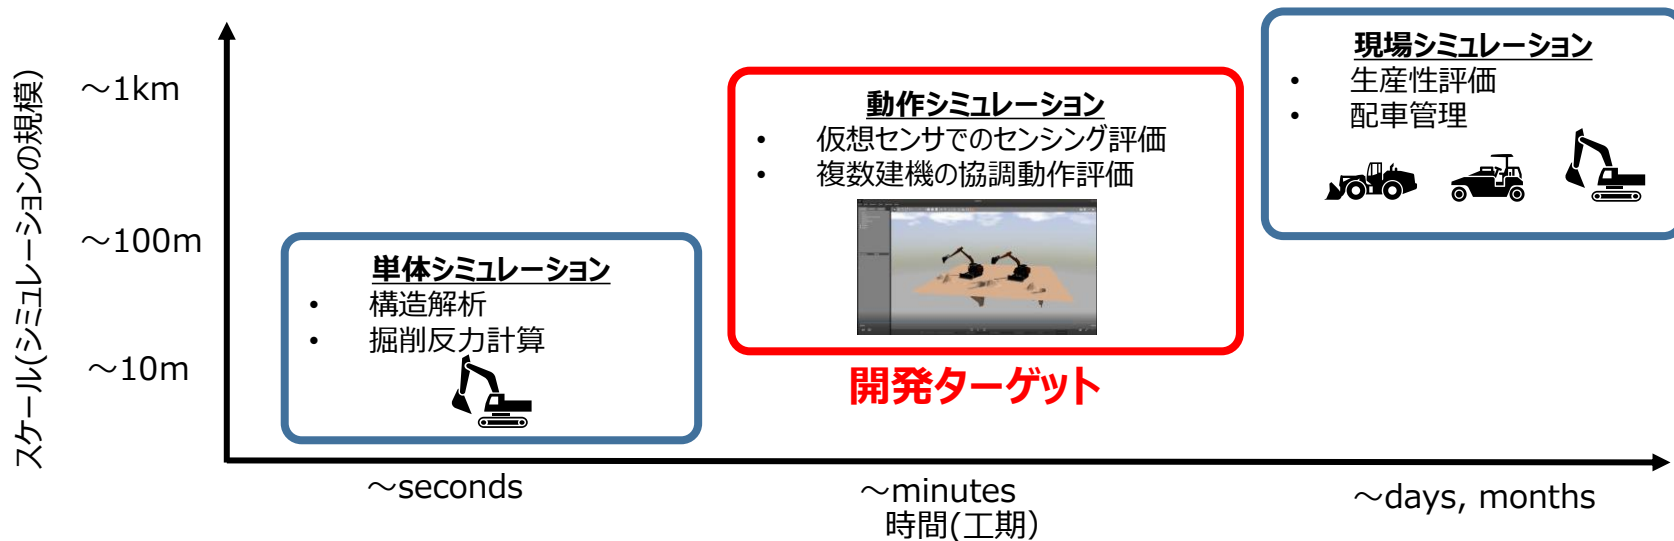 スケール(シミュレーションの規模)
～1km
～100m
～10m
現場シミュレーション
• 生産性評価
• 配車管理
動作シミュレーション
• 仮想センサでのセンシング評価
• 複数建機の協調動作評価
開発ターゲット
単体シミュレーション
• 構造解析
• 掘削反力計算
～seconds
～minutes
～days, months
時間(工期）